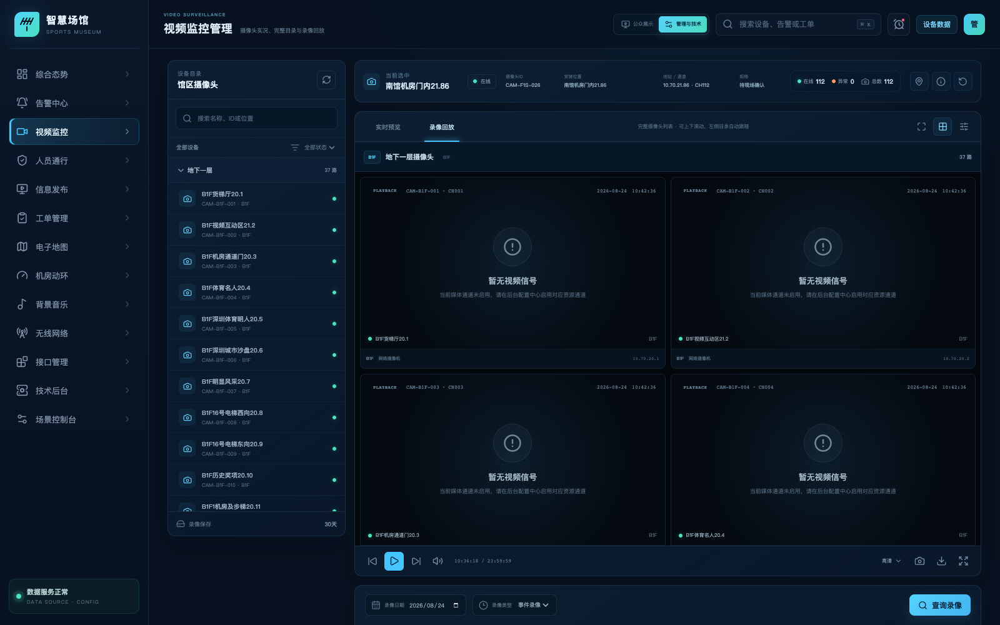 智慧场馆
SPORTS MUSEUM
综合态势
告警中心
视频监控
人员通行
信息发布
工单管理
电子地图
机房动环
背景音乐
无线网络
接口管理
技术后台
场景控制台
数据服务正常
DATA SOURCE · CONFIG
VIDEO SURVEILLANCE
视频监控管理
摄像头实况、完整目录与录像回放
公众展示
管理与技术
搜索设备、告警或工单
⌘ K
设备数据
管
设备目录
馆区摄像头
搜索名称、ID或位置
全部设备
全部状态
地下一层
37 路
B1F货梯厅20.1
CAM-B1F-001 · B1F
B1F视频互动区21.2
CAM-B1F-002 · B1F
B1F机房通道门20.3
CAM-B1F-003 · B1F
B1F体育名人20.4
CAM-B1F-004 · B1F
B1F深圳体育明人20.5
CAM-B1F-005 · B1F
B1F深圳城市沙盘20.6
CAM-B1F-006 · B1F
B1F明显风采20.7
CAM-B1F-007 · B1F
B1F16号电梯西向20.8
CAM-B1F-008 · B1F
B1F16号电梯东向20.9
CAM-B1F-009 · B1F
B1F历史奖项20.10
CAM-B1F-010 · B1F
B1F1机房及步梯20.11
录像保存
30天
当前选中
南馆机房门内21.86
在线
摄像头ID
CAM-F1S-026
安装位置
南馆机房门内21.86
地址 / 通道
10.70.21.86 · CH112
规格
待现场确认
在线 112
异常 0
总数 112
实时预览
录像回放
完整摄像头列表 · 可上下滚动，左侧目录自动跟随
B1F
地下一层摄像头
B1F
37 路
PLAYBACK CAM-B1F-001 · CH001
2026-08-24 10:42:36
暂无视频信号
当前媒体通道未启用，请在后台配置中心启用对应资源通道
B1F货梯厅20.1
B1F
B1F 网络摄像机
10.70.20.1
PLAYBACK CAM-B1F-002 · CH002
2026-08-24 10:42:36
暂无视频信号
当前媒体通道未启用，请在后台配置中心启用对应资源通道
B1F视频互动区21.2
B1F
B1F 网络摄像机
10.70.20.2
PLAYBACK CAM-B1F-003 · CH003
2026-08-24 10:42:36
暂无视频信号
当前媒体通道未启用，请在后台配置中心启用对应资源通道
B1F机房通道门20.3
B1F
PLAYBACK CAM-B1F-004 · CH004
2026-08-24 10:42:36
暂无视频信号
当前媒体通道未启用，请在后台配置中心启用对应资源通道
B1F体育名人20.4
B1F
10:36:18 / 23:59:59
高清
录像日期
2026/08/24
录像类型
事件录像
查询录像